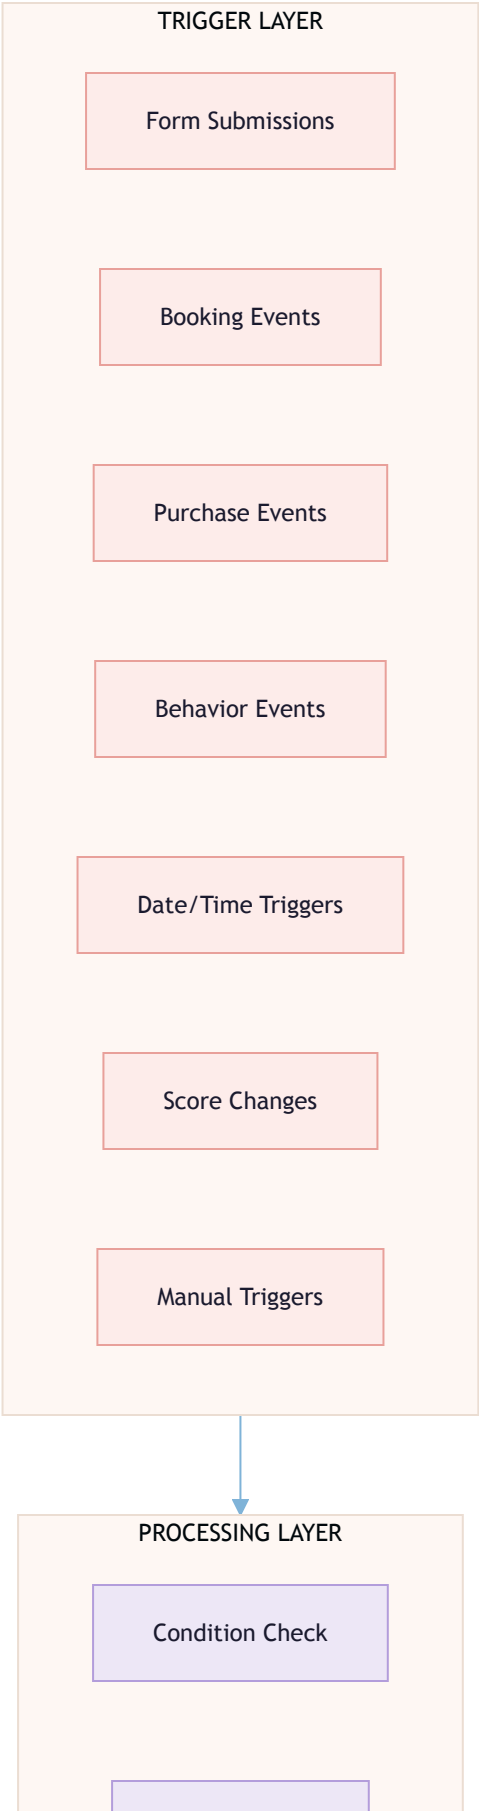 TRIGGER LAYER
Form Submissions
Booking Events
Purchase Events
Behavior Events
Date/Time Triggers
Score Changes
Manual Triggers
PROCESSING LAYER
Condition Check